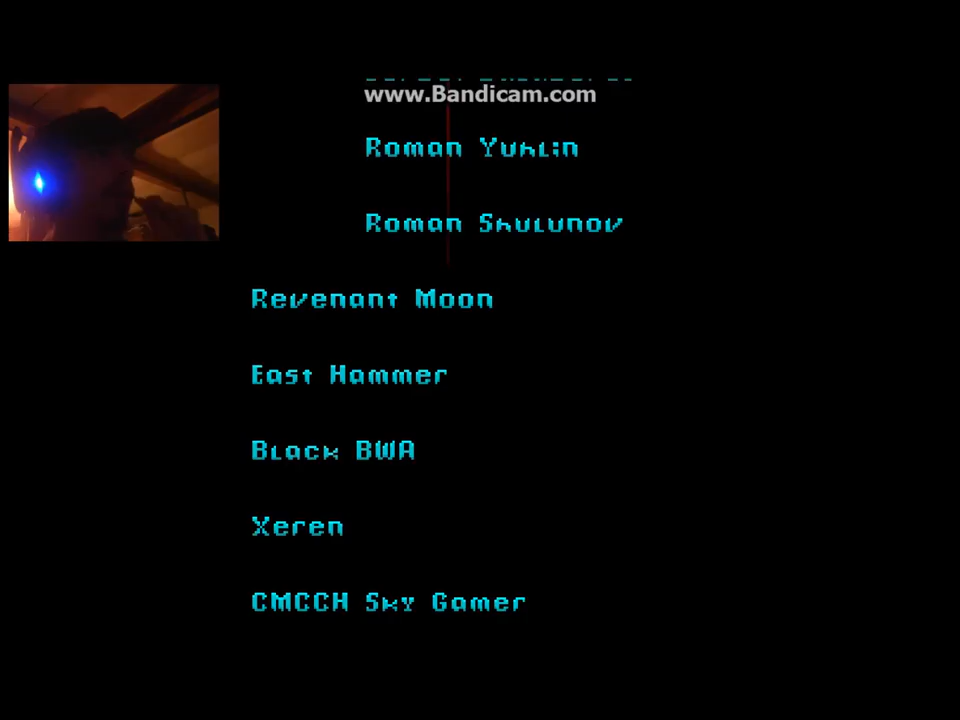 www.Bandicam.com
Roman Yuhlin
Roman Shulunov
Revenant Moon
East Hammer
Black BWA
Xeren
CMCCH Sky Gamer